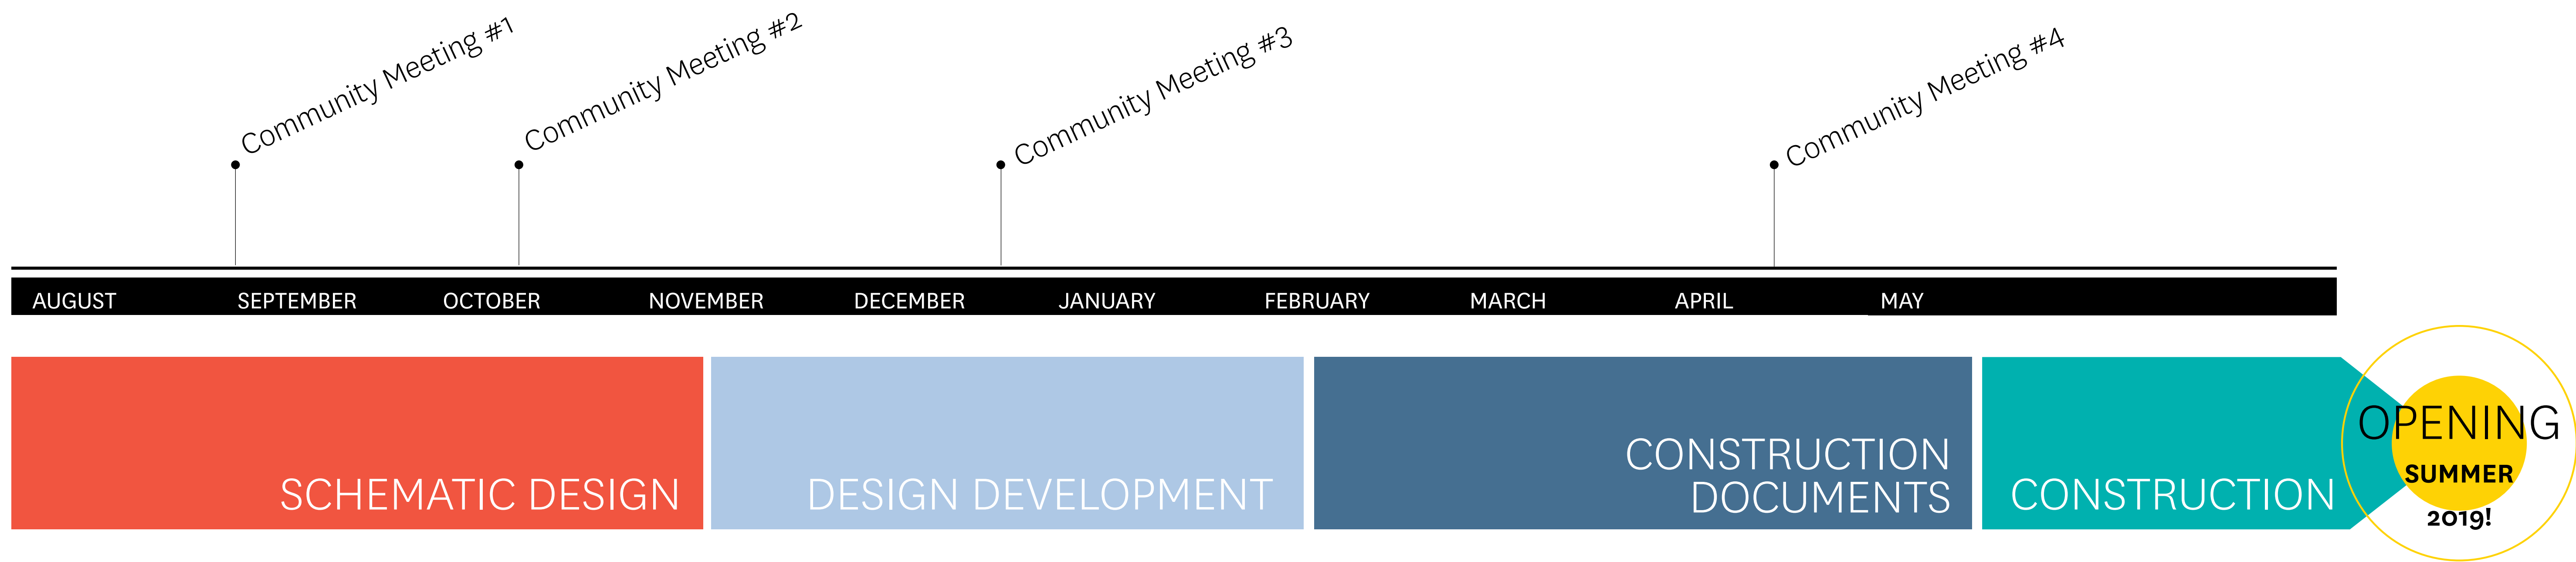 Community Meeting #1
Community Meeting #2
Community Meeting #3
Community Meeting #4
AUGUST
SEPTEMBER
OCTOBER
NOVEMBER
DECEMBER
JANUARY
FEBRUARY
MARCH
APRIL
MAY
SCHEMATIC DESIGN
DESIGN DEVELOPMENT
CONSTRUCTION
DOCUMENTS
CONSTRUCTION
OPENING
SUMMER
2019!